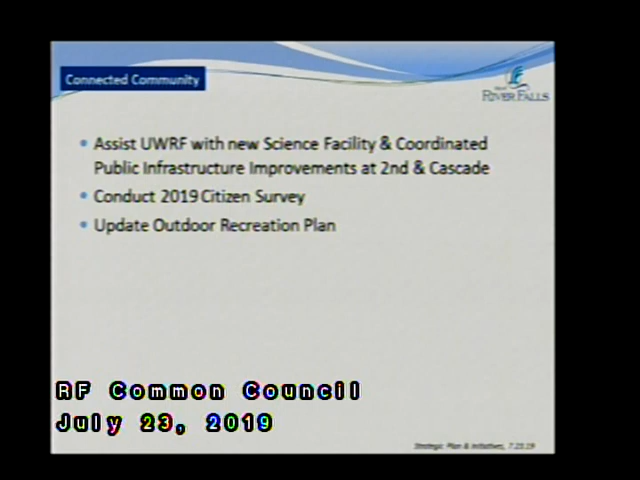 Connected Community
RIVER FALLS
• Assist UWRF with new Science Facility & Coordinated
Public Infrastructure Improvements at 2nd & Cascade
• Conduct 2019 Citizen Survey
• Update Outdoor Recreation Plan
RF Common Council
July 23, 2019
Strategic Plan & Initiatives, 7.23.19